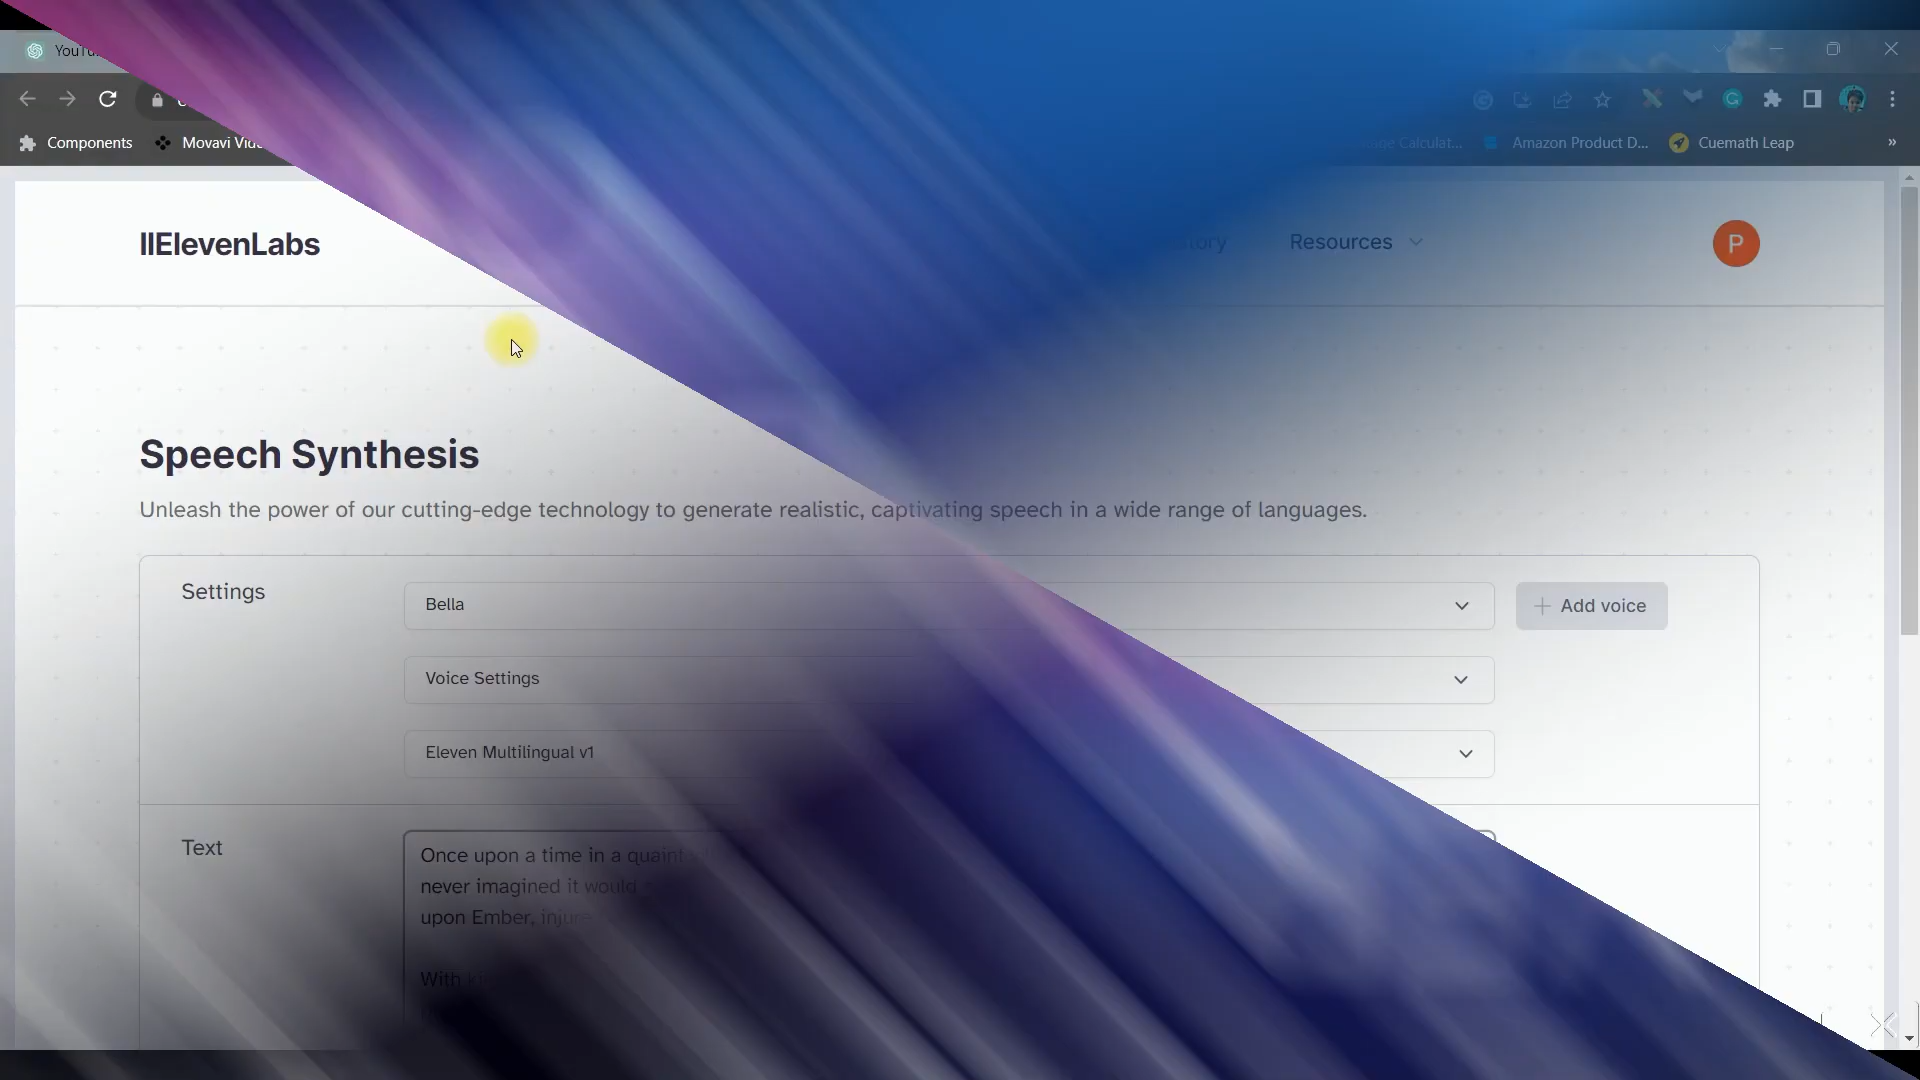 Components
Movavi
Amazon Product D...
Cuemath Leap
»
IIElevenLabs
Resources
P
Speech Synthesis
Unleash the power of our cutting-edge technology to generate realistic, captivating speech in a wide range of languages.
Settings
Bella
+ Add voice
Voice Settings
Eleven Multilingual v1
Text
Once upon a time in a quaint
never imagined it would
upon Ember,
With